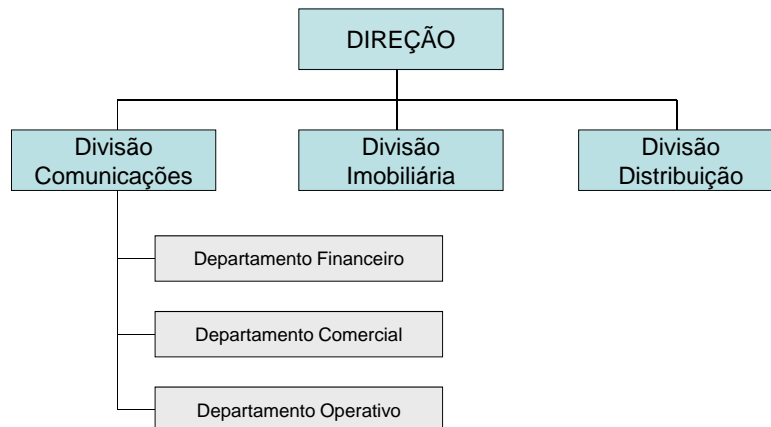 DIREÇÃO
Divisão
Comunicações
Divisão
Imobiliária
Divisão
Distribuição
Departamento Financeiro
Departamento Comercial
Departamento Operativo